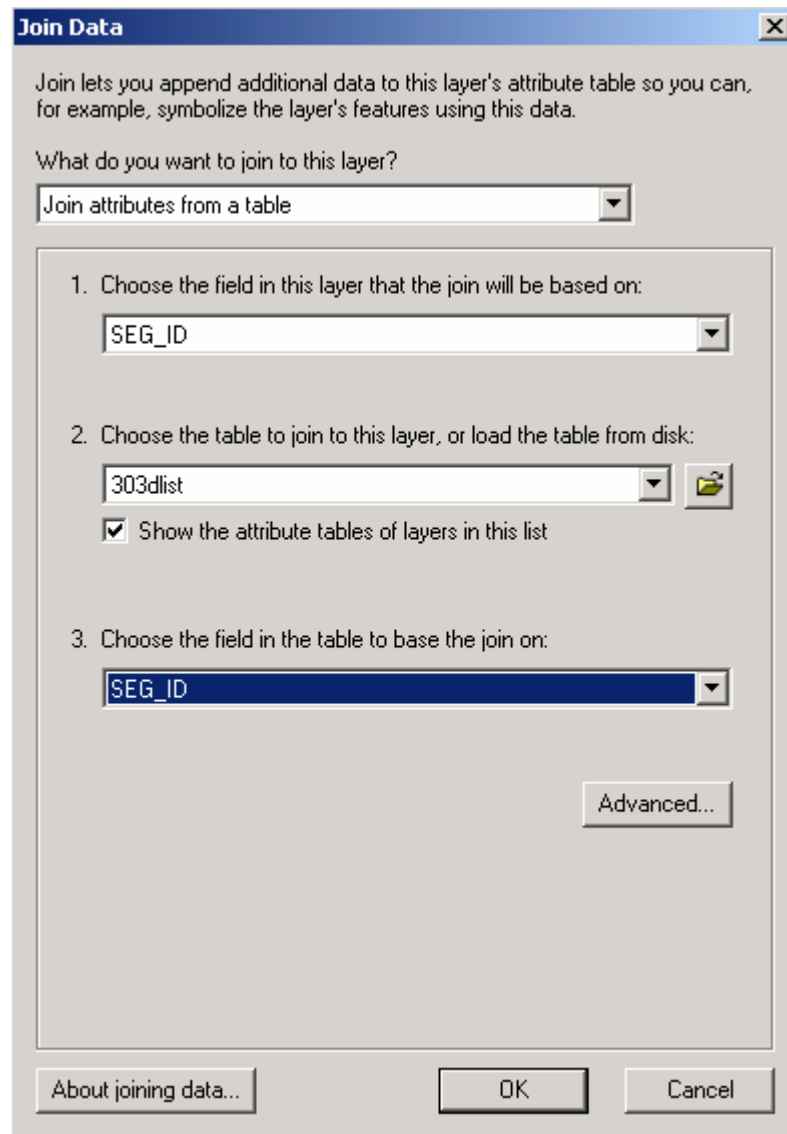 Join Data
Join lets you append additional data to this layer's attribute table so you can,
for example, symbolize the layer's features using this data.
What do you want to join to this layer?
Join attributes from a table
1. Choose the field in this layer that the join will be based on:
SEG_ID
2. Choose the table to join to this layer, or load the table from disk:
303dlist
Show the attribute tables of layers in this list
3. Choose the field in the table to base the join on:
SEG_ID
Advanced...
About joining data...
OK
Cancel